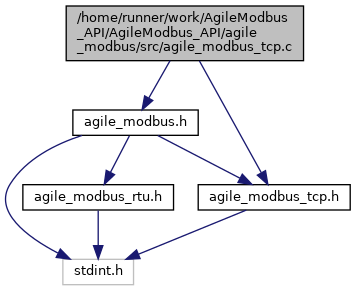 /home/runner/work/AgileModbus
_API/AgileModbus_API/agile
_modbus/src/agile_modbus_tcp.c
agile_modbus.h
agile_modbus_rtu.h
agile_modbus_tcp.h
stdint.h